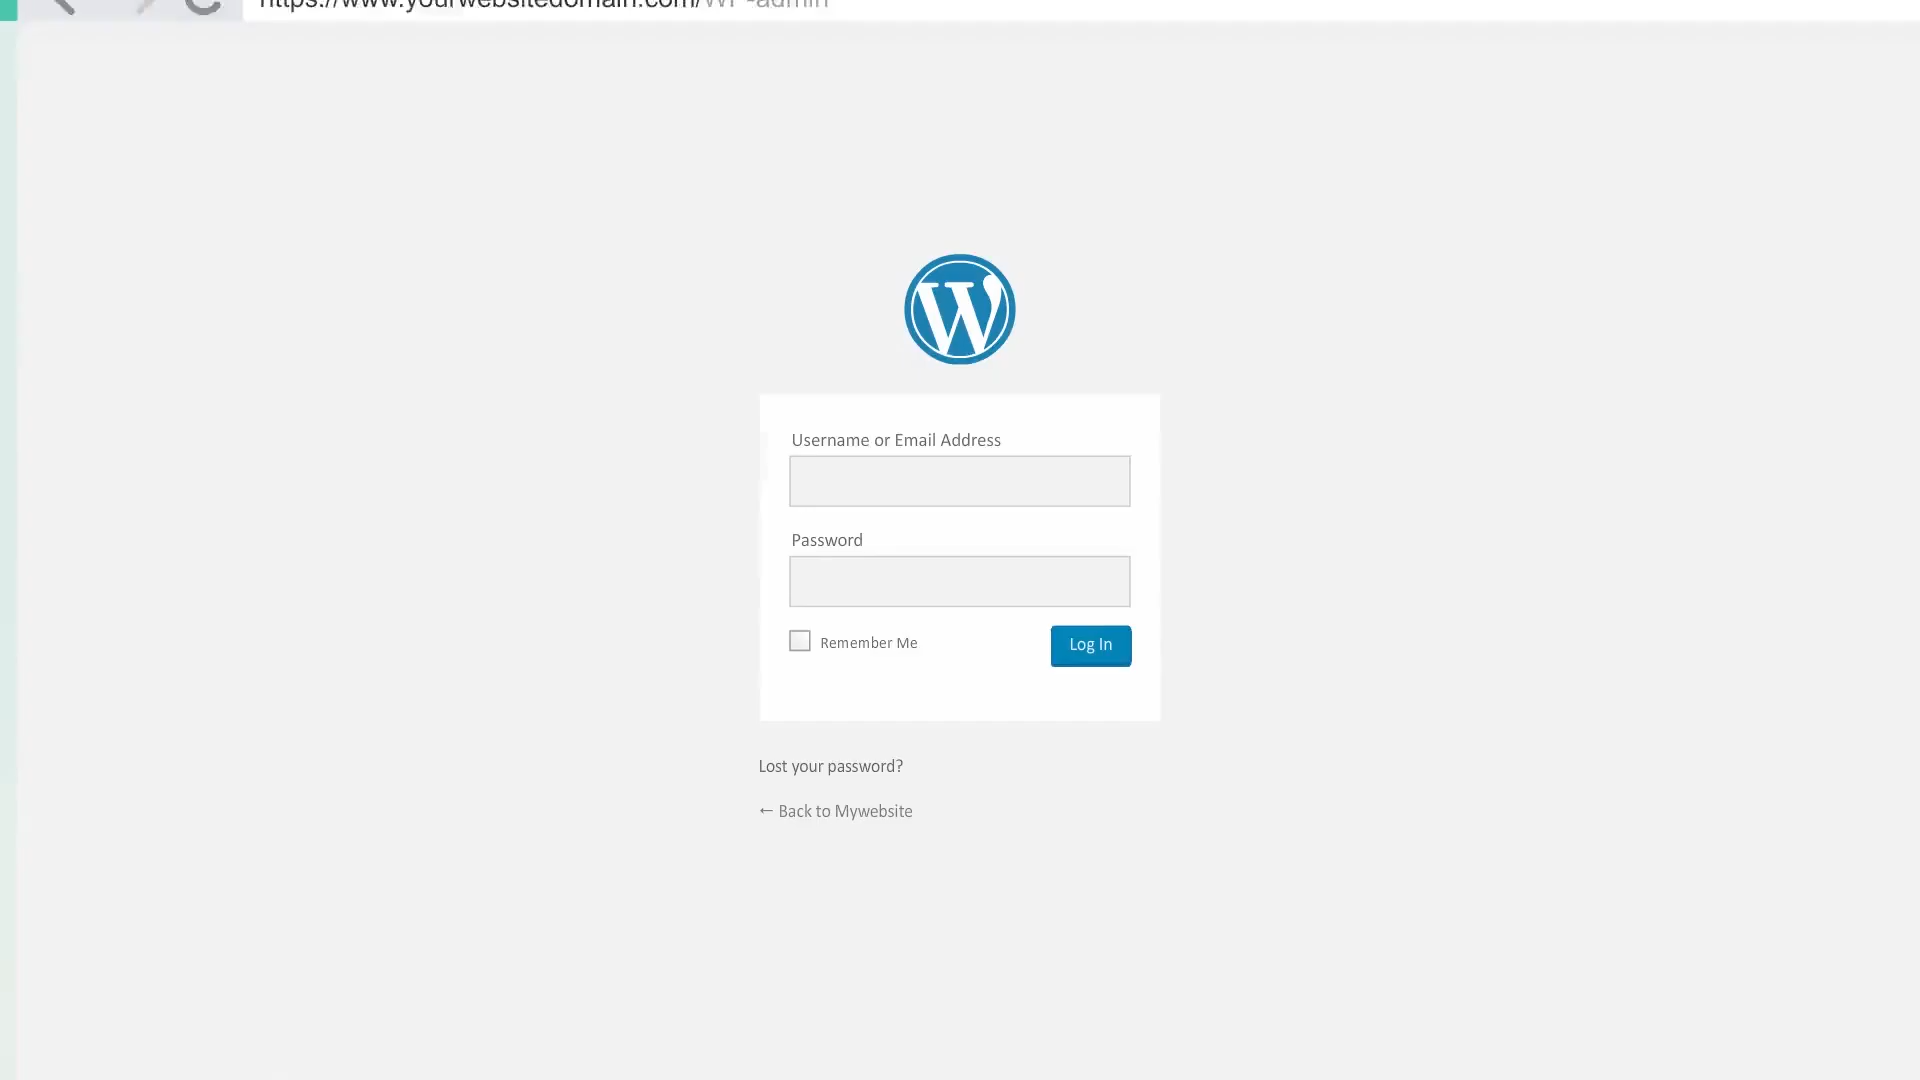 https://www.yourwebsitedomain.com/WP-admin
Username or Email Address
Password
Remember Me
Log In
Lost your password?
← Back to Mywebsite